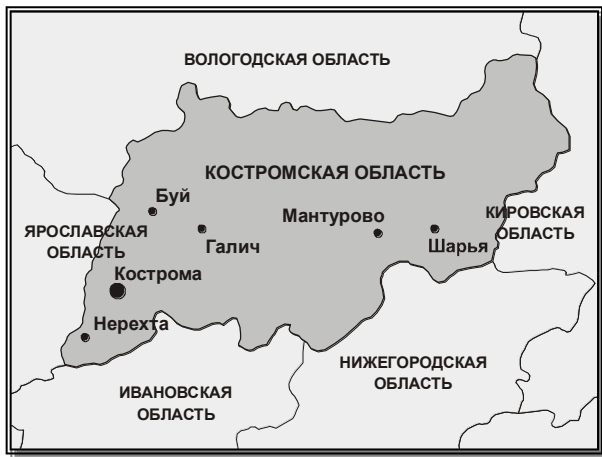 ВОЛОГОДСКАЯ ОБЛАСТЬ
КОСТРОМСКАЯ ОБЛАСТЬ
Буй
Мантурово
КИРОВСКАЯ
ОБЛАСТЬ
ЯРОСЛАВСКАЯ
ОБЛАСТЬ
Галич
Шарья
Кострома
Нерехта
НИЖЕГОРОДСКАЯ
ОБЛАСТЬ
ИВАНОВСКАЯ
ОБЛАСТЬ